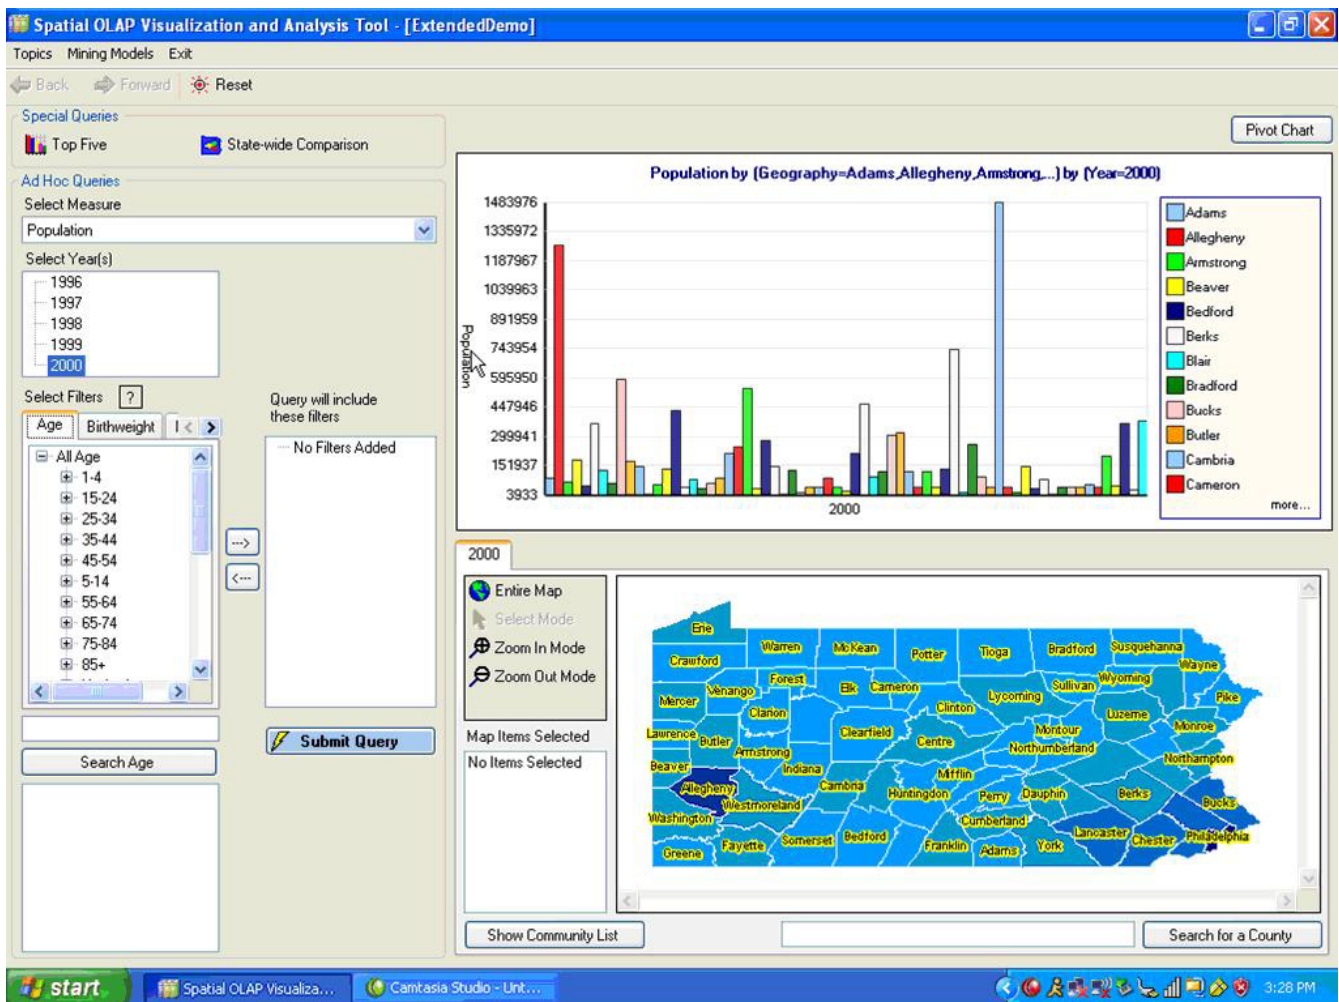 Spatial OLAP Visualization and Analysis Tool - [ExtendedDemo]
Topics Mining Models Exit
Back Forward Reset
Special Queries
Top Five State-wide Comparison
Ad Hoc Queries
Select Measure
Population
Select Year(s)
1996
1997
1998
1999
2000
Select Filters ?
Age Birthweight
All Age
1-4
15-24
25-34
35-44
45-54
5-14
55-64
65-74
75-84
85+
Search Age
Query will include
these filters
No Filters Added
--->
<---
Submit Query
Pivot Chart
Population by (Geography=Adams,Allegheny,Armstrong,...) by (Year=2000)
Population
1483976
1335972
1187967
1039963
891959
743954
595950
447946
299941
151937
3933
2000
Adams
Allegheny
Armstrong
Beaver
Bedford
Berks
Blair
Bradford
Bucks
Butler
Cambria
Cameron
more...
2000
Entire Map
Select Mode
Zoom In Mode
Zoom Out Mode
Map Items Selected
No Items Selected
Erie
Crawford Warren McKean Potter Tioga Bradford Susquehanna
Wayne
Mercer Venango Forest Elk Cameron Lycoming Sullivan Wyoming Pike
Clarion Clinton Luzerne Monroe
Lawrence Butler Armstrong Clearfield Centre Montour
Northumberland Northampton
Beaver Indiana Mifflin
Allegheny Westmoreland Cambria Huntingdon Perry Dauphin Berks Bucks
Washington Cumberland
Greene Fayette Somerset Bedford Franklin Adams York Lancaster Chester Philadelphia
Show Community List
Search for a County
start
Spatial OLAP Visualiza...
Camtasia Studio - Unt...
3:28 PM